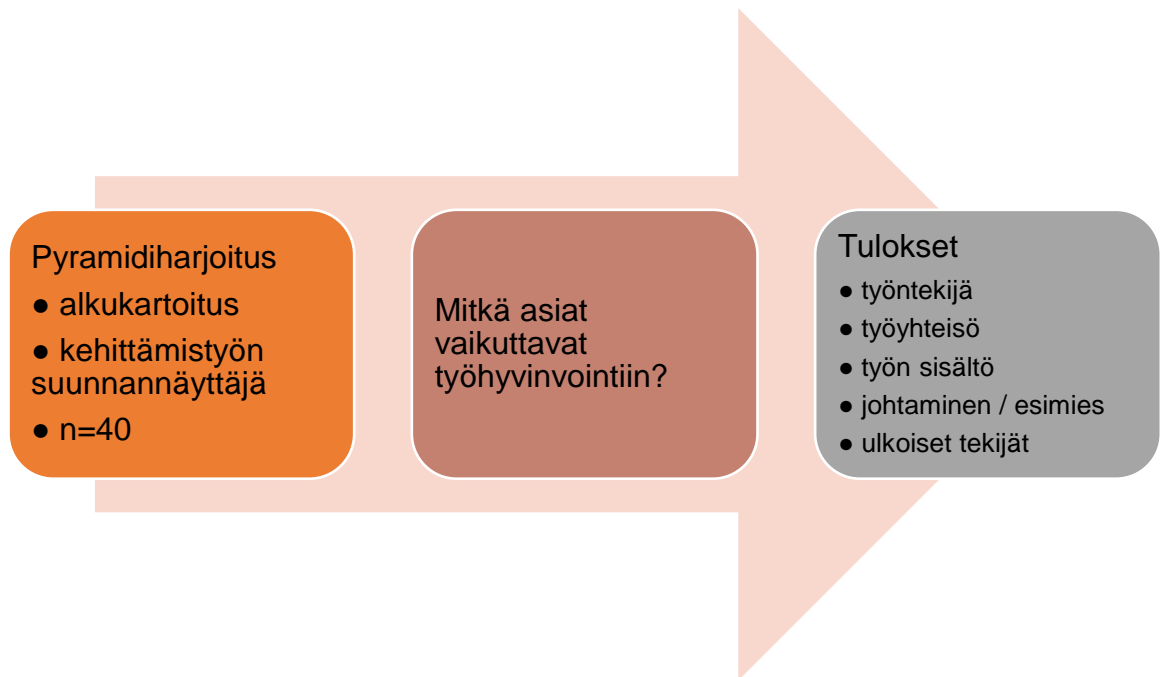 Pyramidiharjoitus
● alkukartoitus
● kehittämistyön
suunnannäyttäjä
● n=40
Mitkä asiat
vaikuttavat
työhyvinvointiin?
Tulokset
● työntekijä
● työyhteisö
● työn sisältö
● johtaminen / esimies
● ulkoiset tekijät